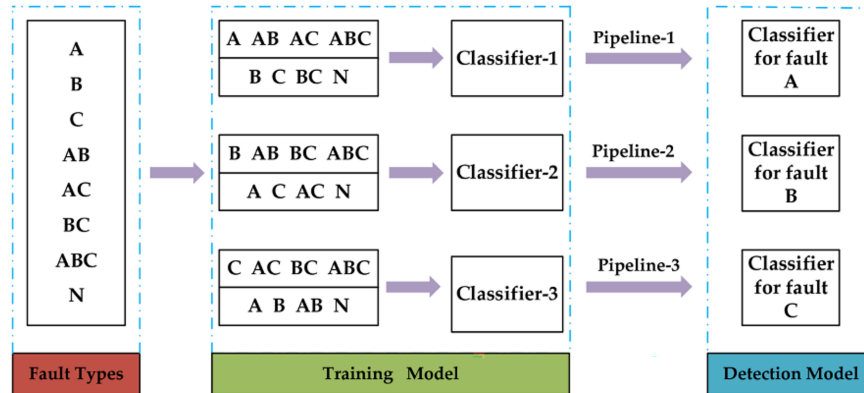 A
B
C
AB
AC
BC
ABC
N
Fault Types
A AB AC ABC
B C BC N
Classifier-1
B AB BC ABC
A C AC N
Classifier-2
C AC BC ABC
A B AB N
Classifier-3
Training Model
Pipeline-1
Pipeline-2
Pipeline-3
Classifier
for fault
A
Classifier
for fault
B
Classifier
for fault
C
Detection Model